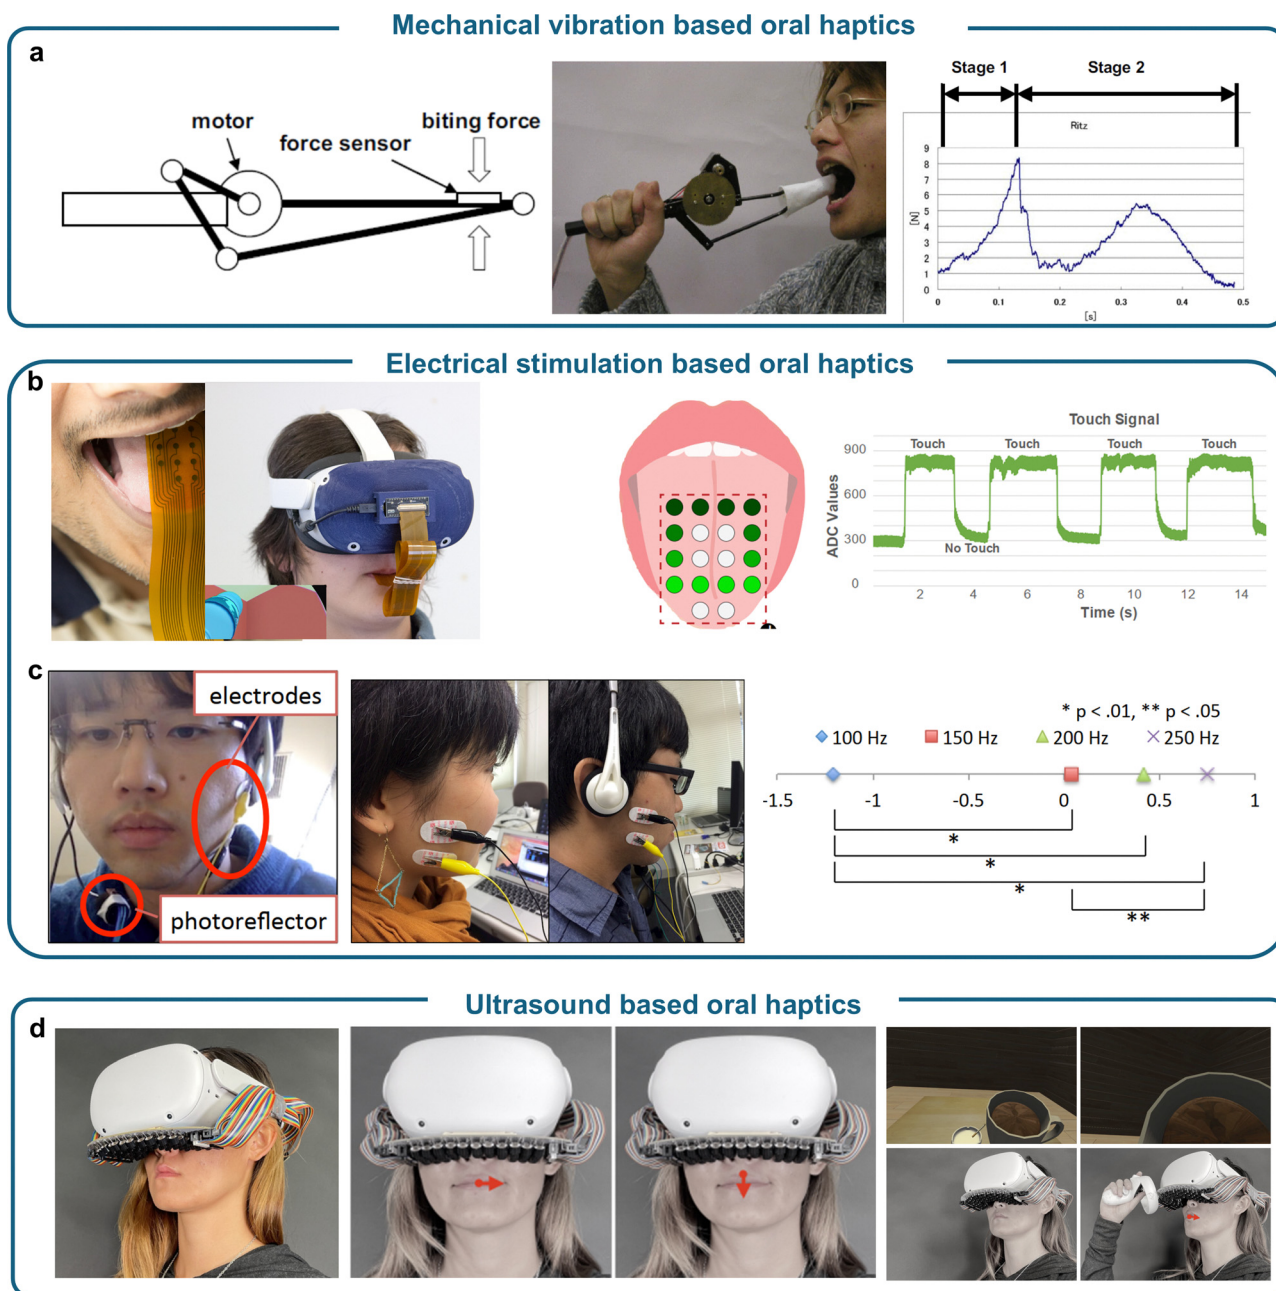 Mechanical vibration based oral haptics
a
motor
force sensor
biting force
Stage 1
Stage 2
Ritz
[N]
9
8
7
6
5
4
3
2
1
0
0
0.1
0.2
0.3
0.4
0.5
[s]
Electrical stimulation based oral haptics
b
Touch Signal
Touch
Touch
Touch
Touch
No Touch
ADC Values
900
600
300
0
2
4
6
8
10
12
14
Time (s)
c
electrodes
photoreflector
* p < .01, ** p < .05
100 Hz
150 Hz
200 Hz
250 Hz
-1.5
-1
-0.5
0
0.5
1
*
*
*
**
Ultrasound based oral haptics
d